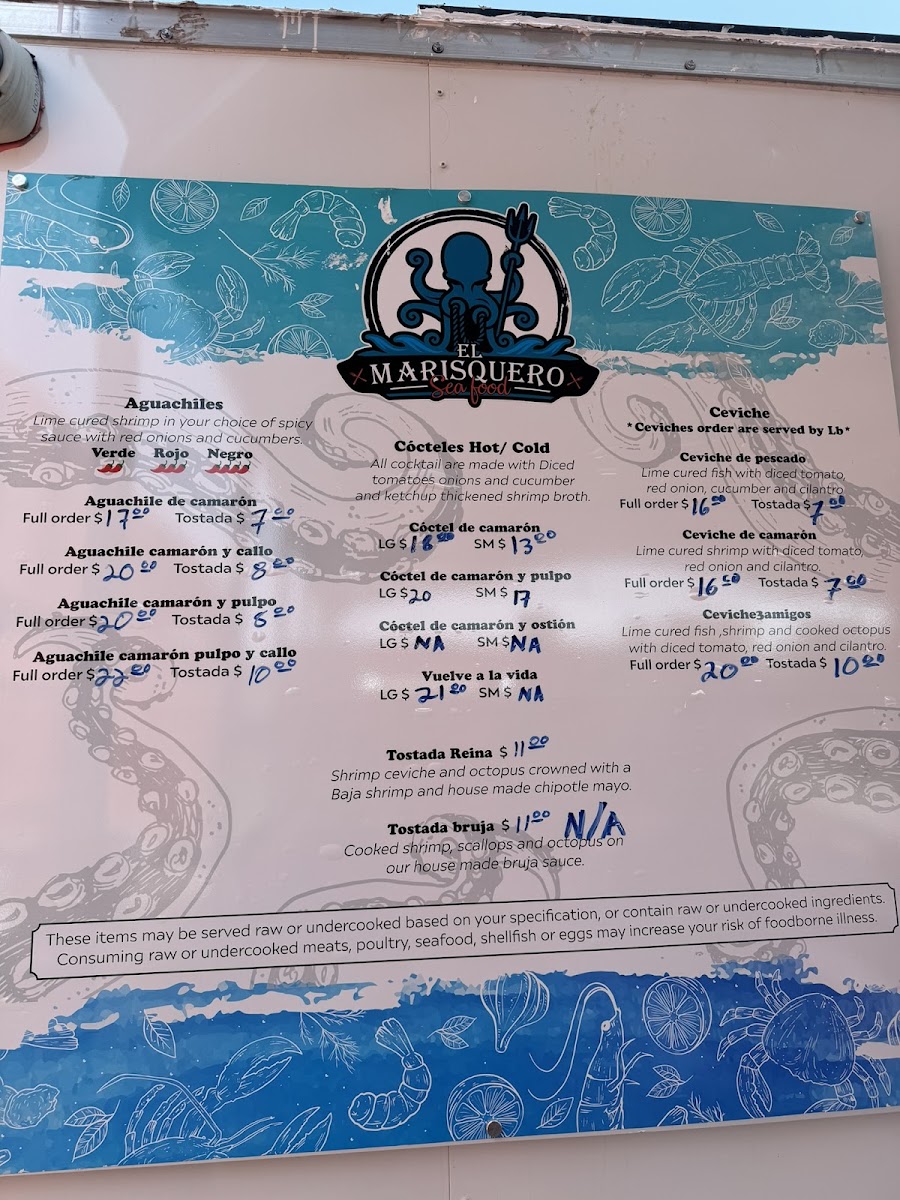 EL
MARISQUERO
Sea food
Aguachiles
Lime cured shrimp in your choice of spicy
sauce with red onions and cucumbers.
Verde Rojo Negro
Aguachile de camarón
Full order $17.00 Tostada $ 7.00
Aguachile camarón y callo
Full order $ 20.00 Tostada $ 8.00
Aguachile camarón y pulpo
Full order $20.00 Tostada $ 8.00
Aguachile camarón pulpo y callo
Full order $22.00 Tostada $ 10.00
Cócteles Hot/ Cold
All cocktail are made with Diced
tomatoes onions and cucumber
and ketchup thickened shrimp broth.
Cóctel de camarón
LG $ 18.00 SM $ 13.00
Cóctel de camarón y pulpo
LG $20 SM $ 17
Cóctel de camarón y ostión
LG $ NA SM $NA
Vuelve a la vida
LG $ 21.00 SM $ NA
Tostada Reina $ 11.00
Shrimp ceviche and octopus crowned with a
Baja shrimp and house made chipotle mayo.
Tostada bruja $ 11.00 N/A
Cooked shrimp, scallops and octopus on
our house made bruja sauce.
Ceviche
*Ceviches order are served by Lb*
Ceviche de pescado
Lime cured fish with diced tomato,
red onion, cucumber and cilantro
Full order $16.00 Tostada $7.00
Ceviche de camarón
Lime cured shrimp with diced tomato,
red onion and cilantro.
Full order $16.00 Tostada $ 7.00
Ceviche3amigos
Lime cured fish ,shrimp and cooked octopus
with diced tomato, red onion and cilantro.
Full order $20.00 Tostada $ 10.00
These items may be served raw or undercooked based on your specification, or contain raw or undercooked ingredients.
Consuming raw or undercooked meats, poultry, seafood, shellfish or eggs may increase your risk of foodborne illness.